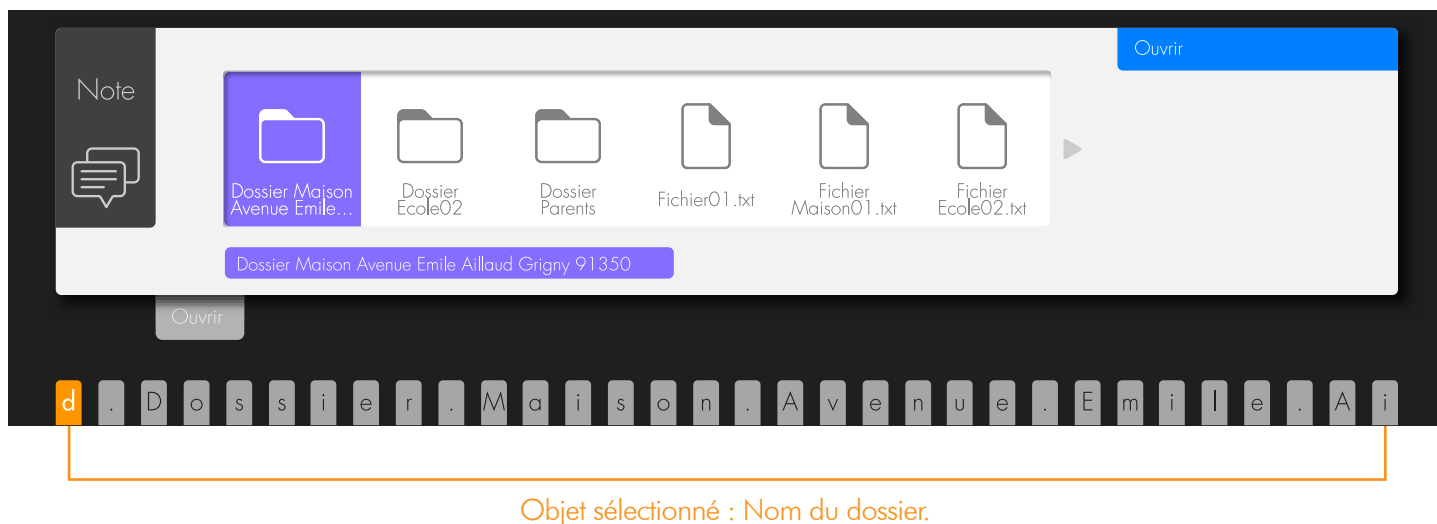 Ouvrir
Note
Dossier Maison
Avenue Emile...
Dossier
Ecole02
Dossier
Parents
Fichier01.txt
Fichier
Maison01.txt
Fichier
Ecole02.txt
Dossier Maison Avenue Emile Aillaud Grigny 91350
Ouvrir
d . D o s s i e r . M a i s o n . A v e n u e . E m i l e . A i
Objet sélectionné : Nom du dossier.